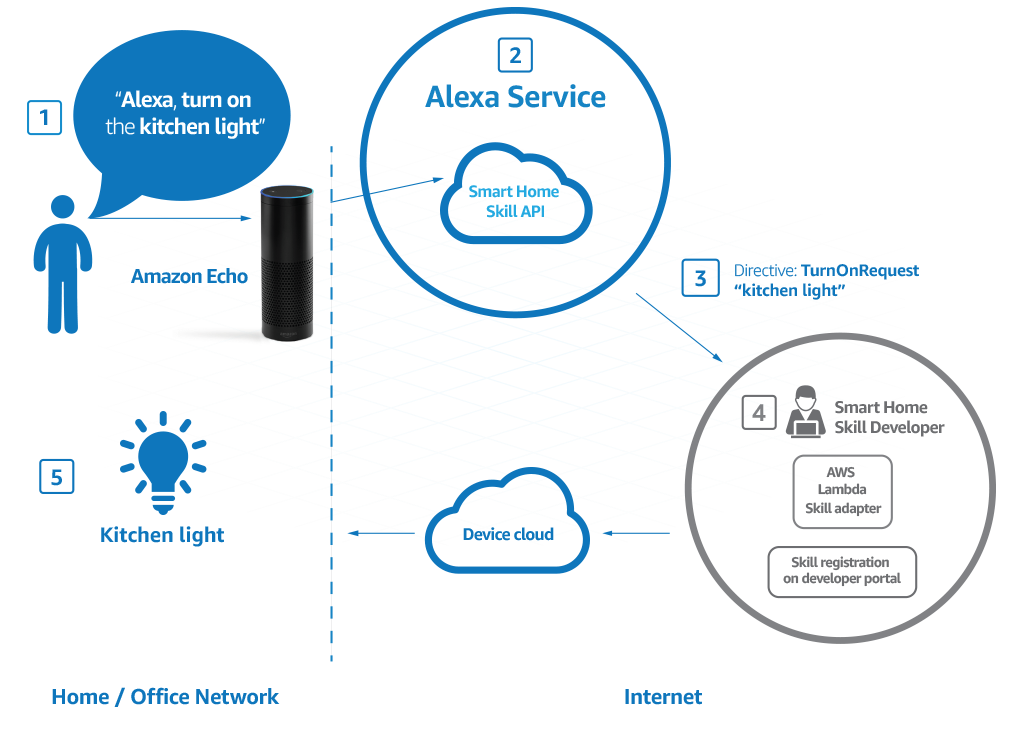 1
“Alexa, turn on
the kitchen light”
Amazon Echo
2
Alexa Service
Smart Home
Skill API
3
Directive: TurnOnRequest
“kitchen light”
4
Smart Home
Skill Developer
AWS
Lambda
Skill adapter
Skill registration
on developer portal
Device cloud
5
Kitchen light
Home / Office Network
Internet